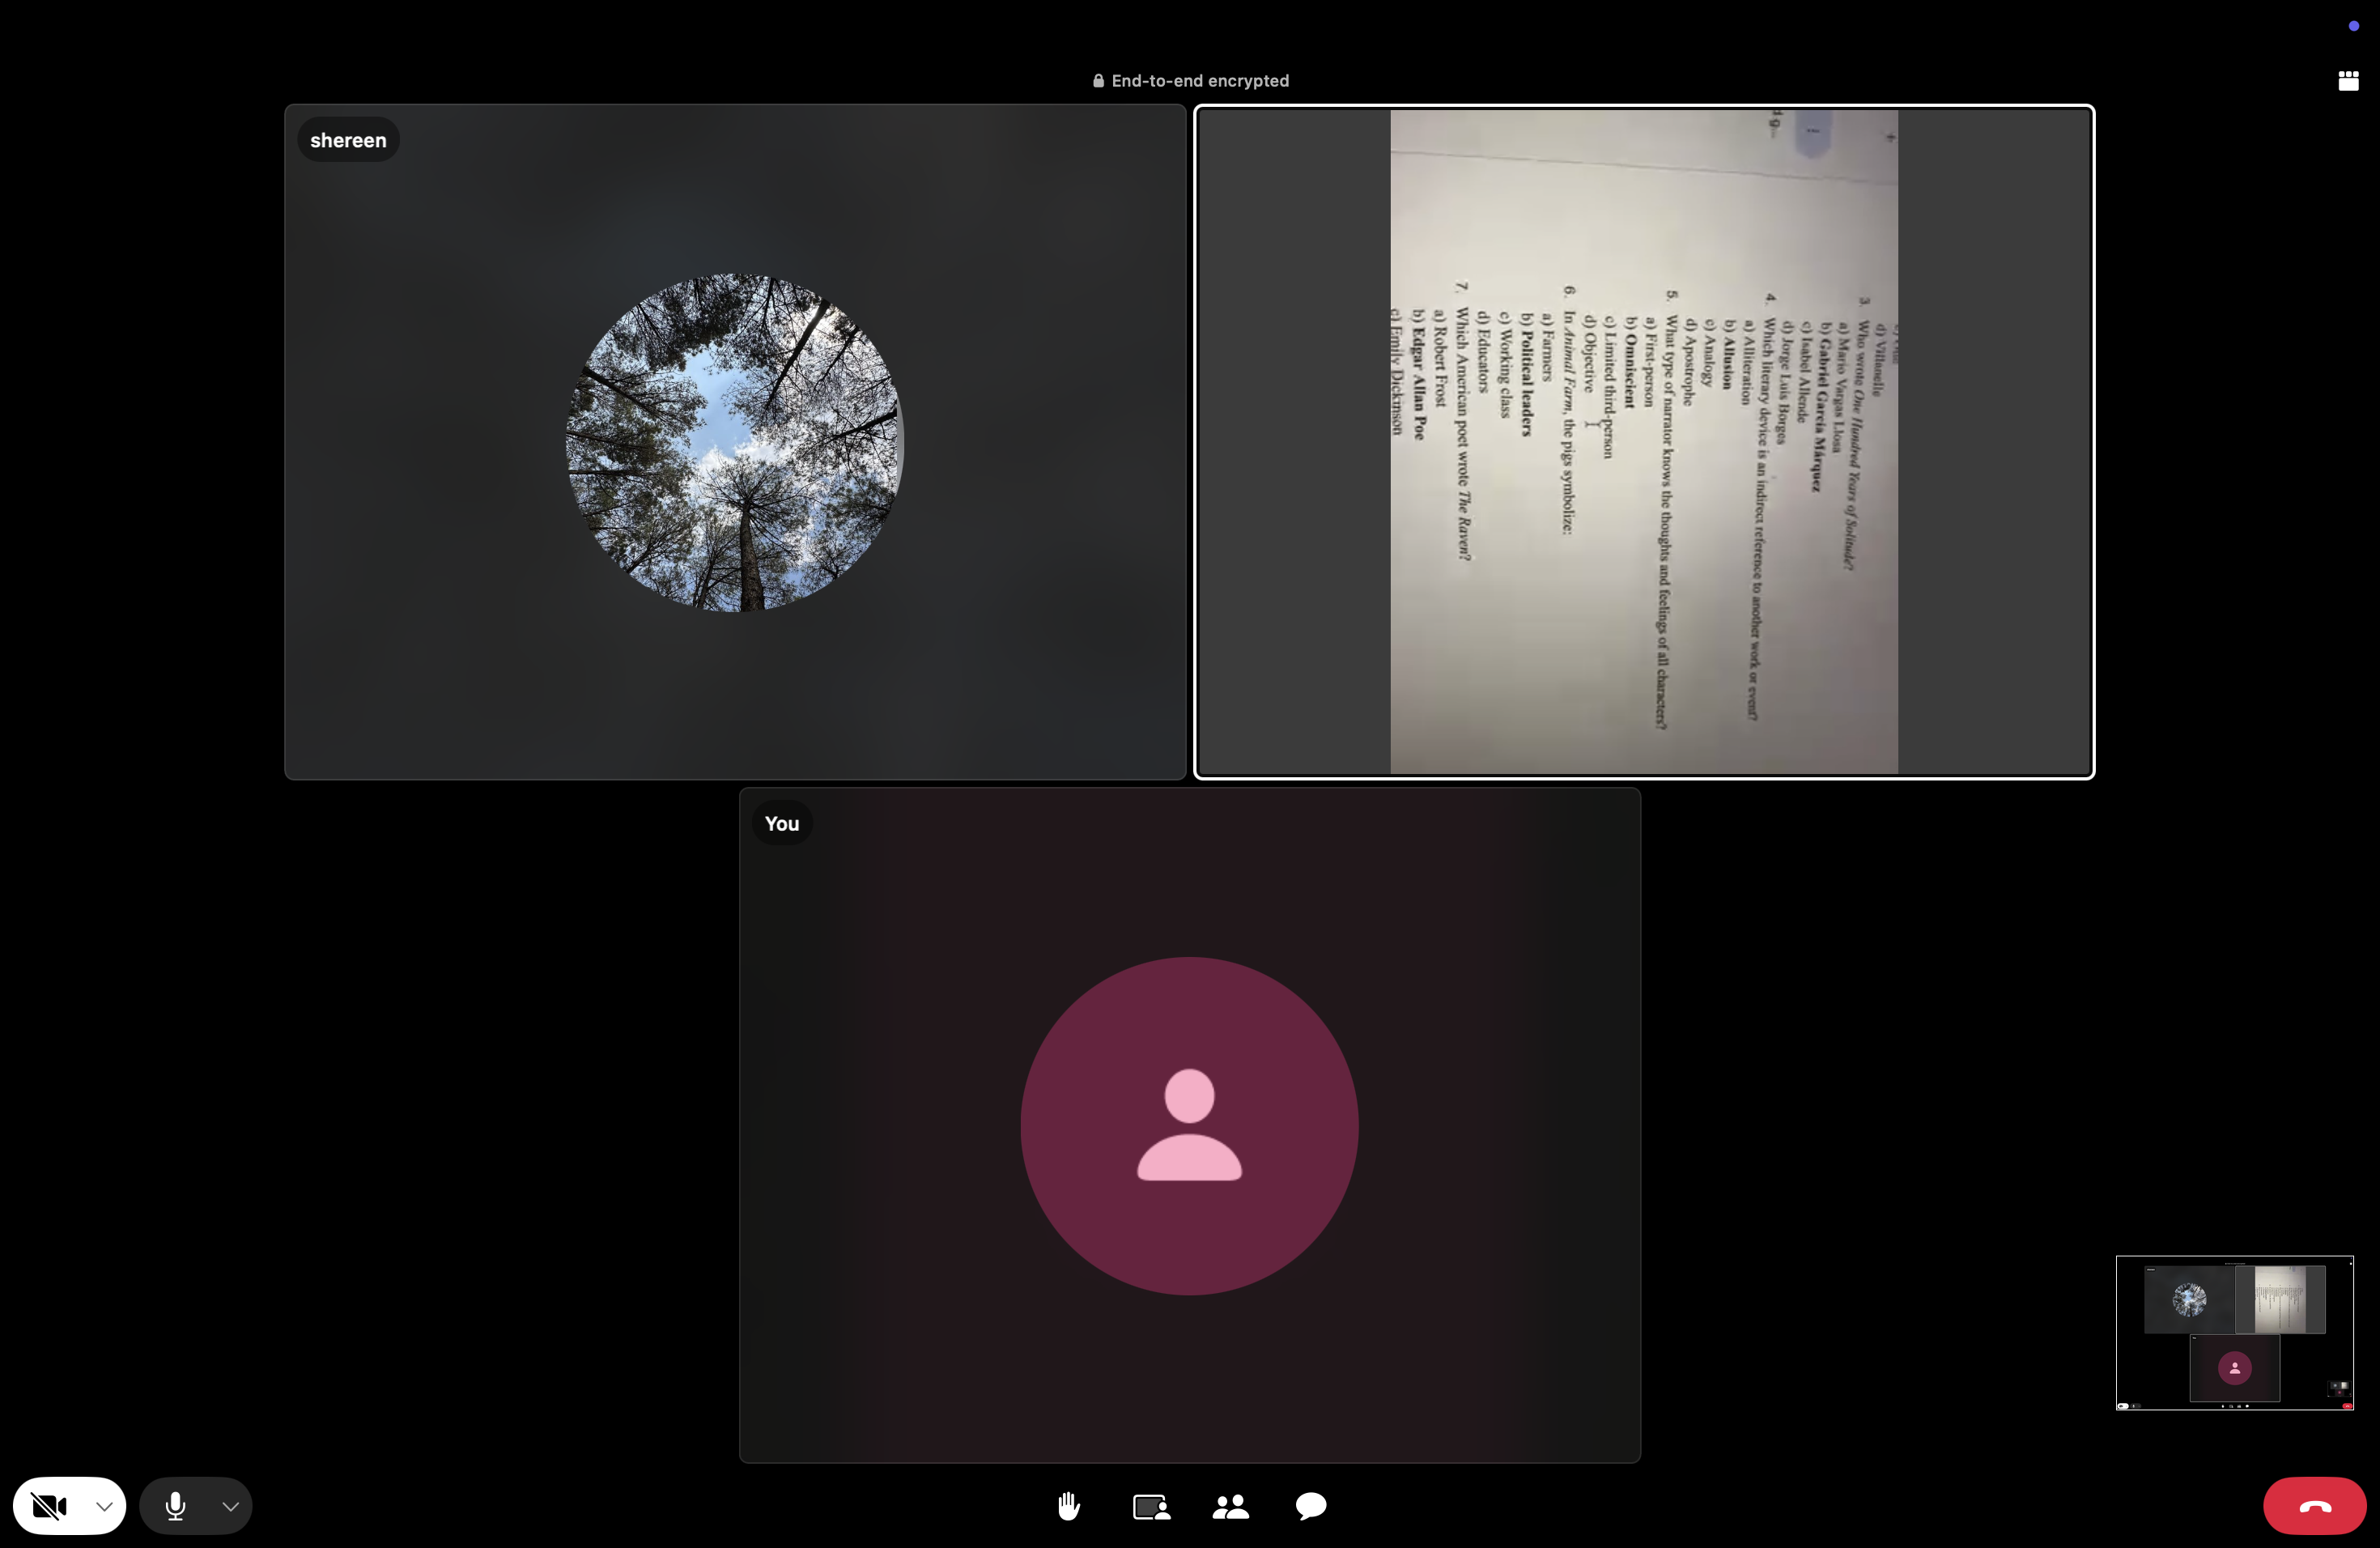 End-to-end encrypted
shereen
d) Villanelle
3. Who wrote One Hundred Years of Solitude?
a) Mario Vargas Llosa
b) Gabriel García Márquez
c) Isabel Allende
d) Jorge Luis Borges
4. Which literary device is an indirect reference to another work or event?
a) Alliteration
b) Allusion
c) Analogy
d) Apostrophe
5. What type of narrator knows the thoughts and feelings of all characters?
a) First-person
b) Omniscient
c) Limited third-person
d) Objective
6. In Animal Farm, the pigs symbolize:
a) Farmers
b) Political leaders
c) Working class
d) Educators
7. Which American poet wrote The Raven?
a) Robert Frost
b) Edgar Allan Poe
c) Emily Dickinson
You